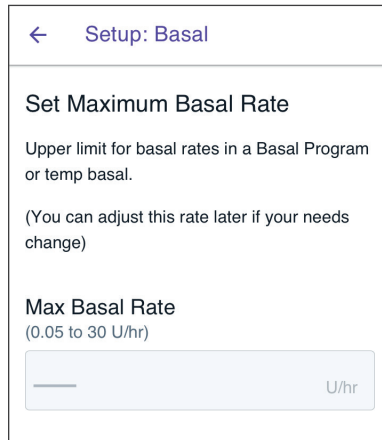 Setup: Basal
Set Maximum Basal Rate
Upper limit for basal rates in a Basal Program
or temp basal.
(You can adjust this rate later if your needs
change)
Max Basal Rate
(0.05 to 30 U/hr)
U/hr